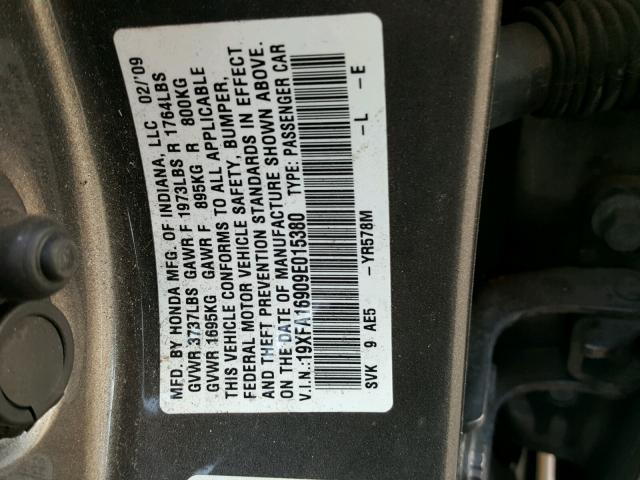 MFD. BY HONDA MFG. OF INDIANA, LLC 02/'09
GVWR 3737LBS GAWR F 1973LBS R 1764LBS
GVWR 1695KG GAWR F 895KG R 800KG
THIS VEHICLE CONFORMS TO ALL APPLICABLE
FEDERAL MOTOR VEHICLE SAFETY, BUMPER,
AND THEFT PREVENTION STANDARDS IN EFFECT
ON THE DATE OF MANUFACTURE SHOWN ABOVE.
V.I.N.:19XFA16909E015380 TYPE: PASSENGER CAR
SVK 9 AE5 -YR578M -L -E